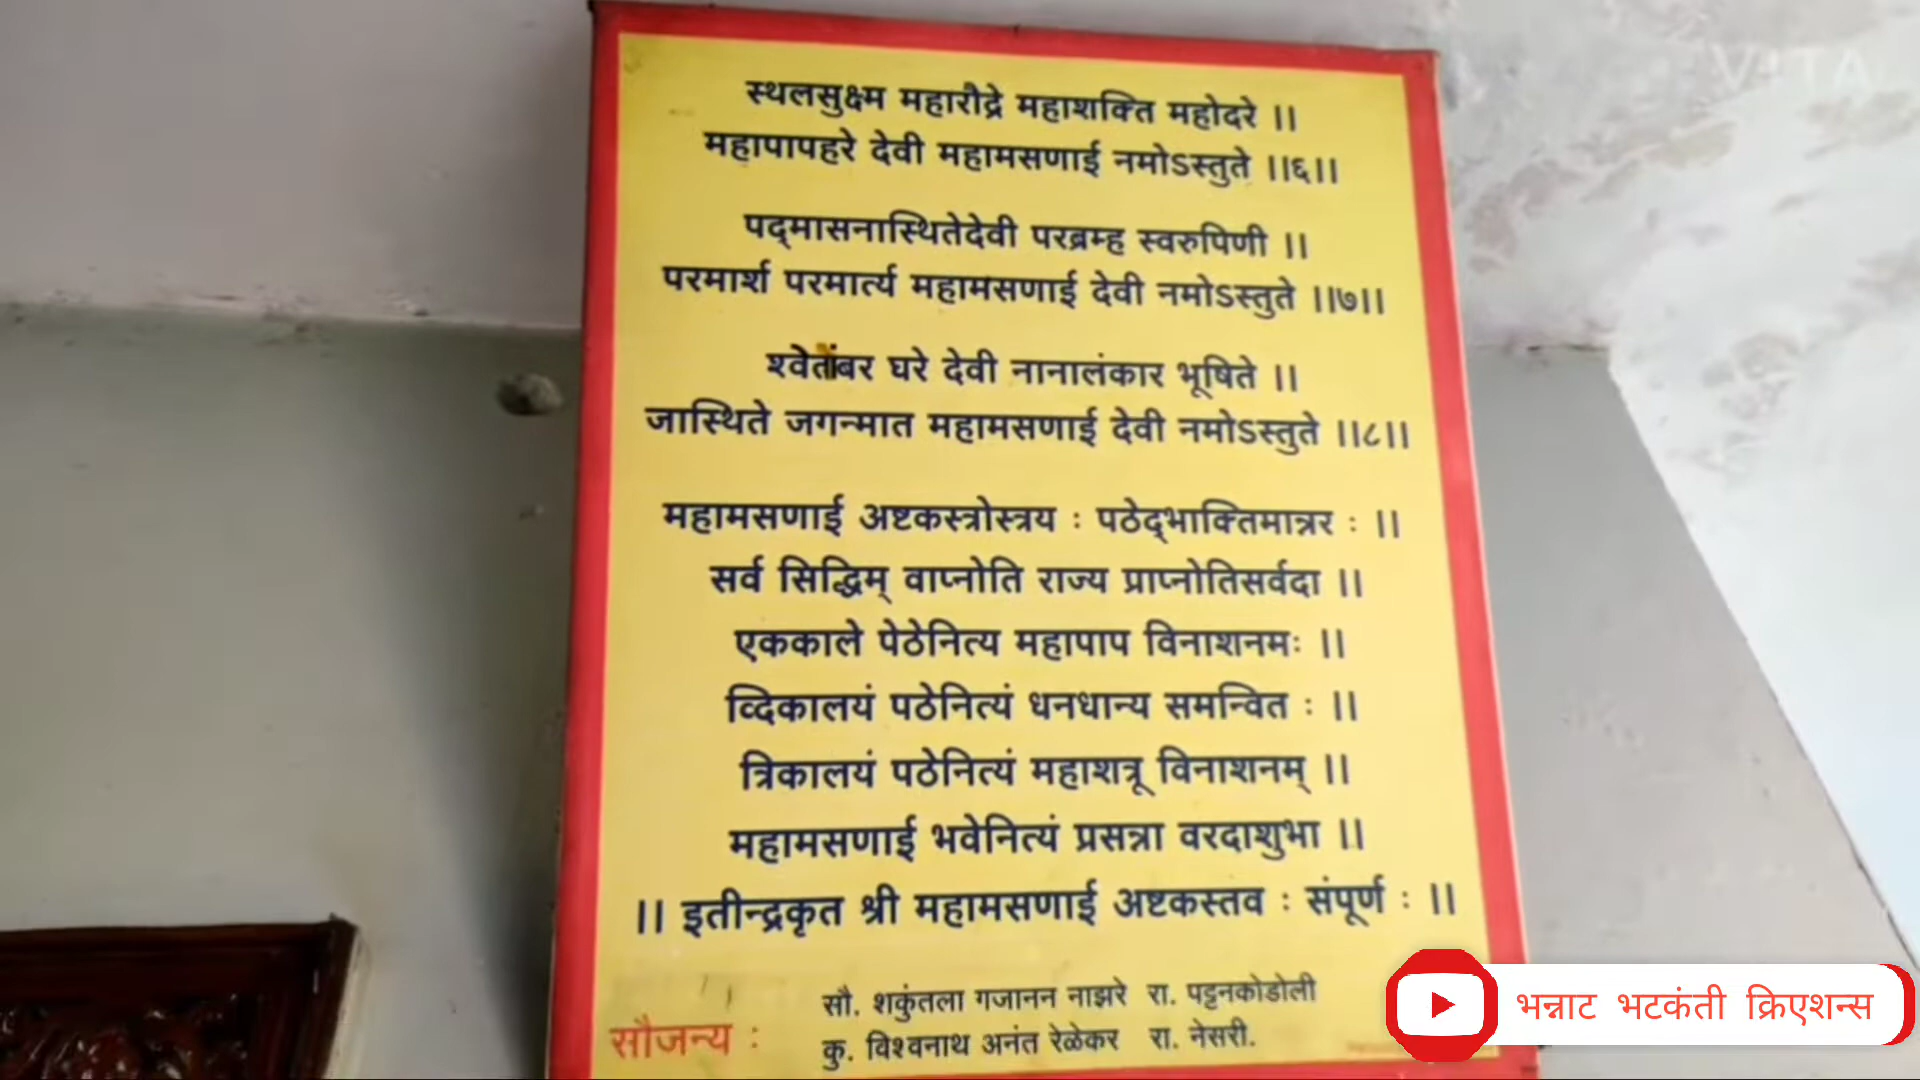 VITA
स्थलसुक्ष्म महारौद्रे महाशक्ति महोदरे ।।
महापापहरे देवी महामसणाई नमोऽस्तुते ।।६।।
पद्मासनास्थितेदेवी परब्रम्ह स्वरुपिणी ।।
परमार्श परमार्त्य महामसणाई देवी नमोऽस्तुते ।।७।।
श्वेतांबर घरे देवी नानालंकार भूषिते ।।
जास्थिते जगन्मात महामसणाई देवी नमोऽस्तुते ।।८।।
महामसणाई अष्टकस्त्रोस्त्रय : पठेद्‌भाक्तिमान्नर : ।।
सर्व सिद्धिम् वाप्नोति राज्य प्राप्नोतिसर्वदा ।।
एककाले पेठेनित्य महापाप विनाशनमः ।।
व्दिकालयं पठेनित्यं धनधान्य समन्वित : ।।
त्रिकालयं पठेनित्यं महाशत्रू विनाशनम् ।।
महामसणाई भवेनित्यं प्रसन्ना वरदाशुभा ।।
।। इतीन्द्रकृत श्री महामसणाई अष्टकस्तव : संपूर्ण : ।।
सौजन्य : सौ. शकुंतला गजानन नाझरे रा. पट्टनकोडोली
कु. विश्वनाथ अनंत रेळेकर रा. नेसरी.
भन्नाट भटकंती क्रिएशन्स